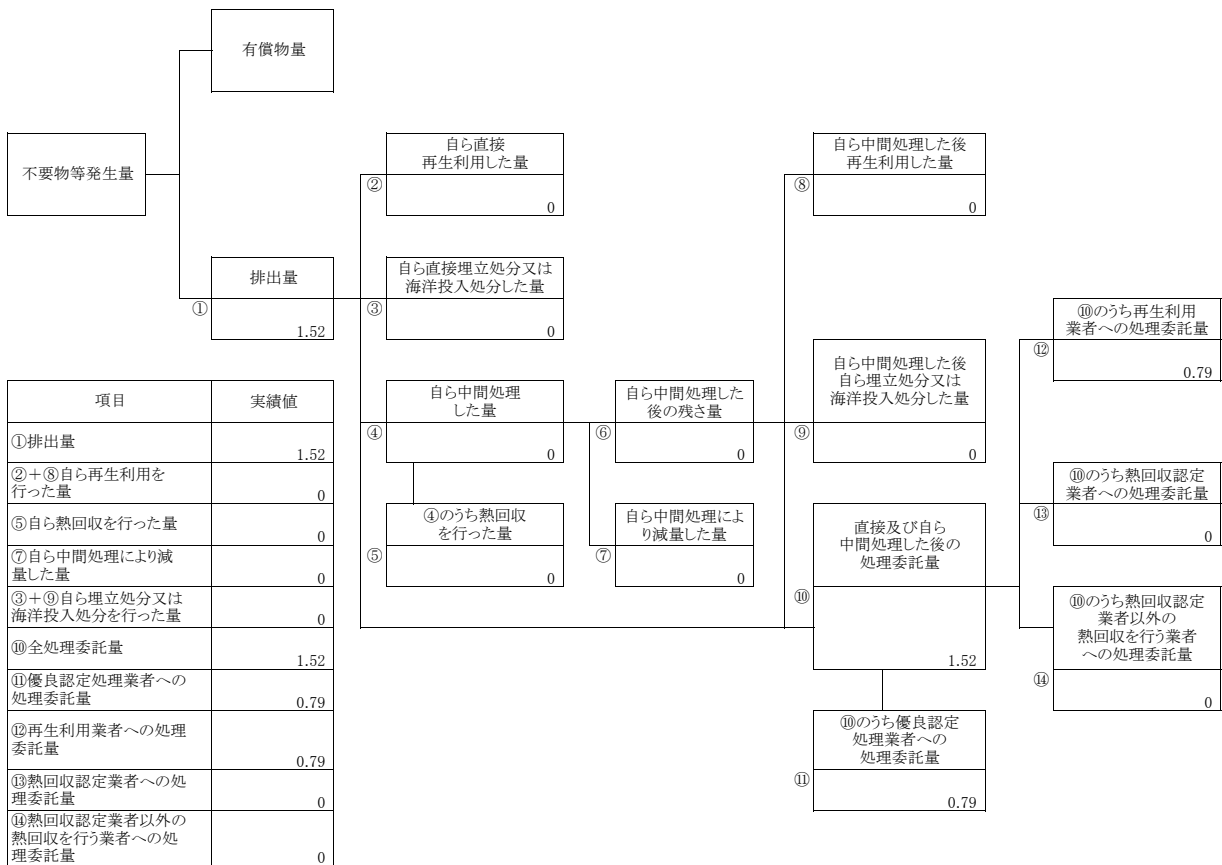 有償物量
不要物等発生量
自ら直接
再生利用した量
②
0
自ら中間処理した後
再生利用した量
⑧
0
排出量
①
1.52
自ら直接埋立処分又は
海洋投入処分した量
③
0
⑩のうち再生利用
業者への処理委託量
⑫
0.79
自ら中間処理
した量
④
0
自ら中間処理した
後の残さ量
⑥
0
自ら中間処理した後
自ら埋立処分又は
海洋投入処分した量
⑨
0
⑩のうち熱回収認定
業者への処理委託量
⑬
0
④のうち熱回収
を行った量
⑤
0
自ら中間処理によ
り減量した量
⑦
0
直接及び自ら
中間処理した後の
処理委託量
⑩
1.52
⑩のうち熱回収認定
業者以外の
熱回収を行う業者
への処理委託量
⑭
0
⑩のうち優良認定
処理業者への
処理委託量
⑪
0.79
項目 実績値
①排出量 1.52
②+⑧自ら再生利用を
行った量 0
⑤自ら熱回収を行った量 0
⑦自ら中間処理により減
量した量 0
③+⑨自ら埋立処分又は
海洋投入処分を行った量 0
⑩全処理委託量 1.52
⑪優良認定処理業者への
処理委託量 0.79
⑫再生利用業者への処理
委託量 0.79
⑬熱回収認定業者への処
理委託量 0
⑭熱回収認定業者以外の
熱回収を行う業者への処
理委託量 0